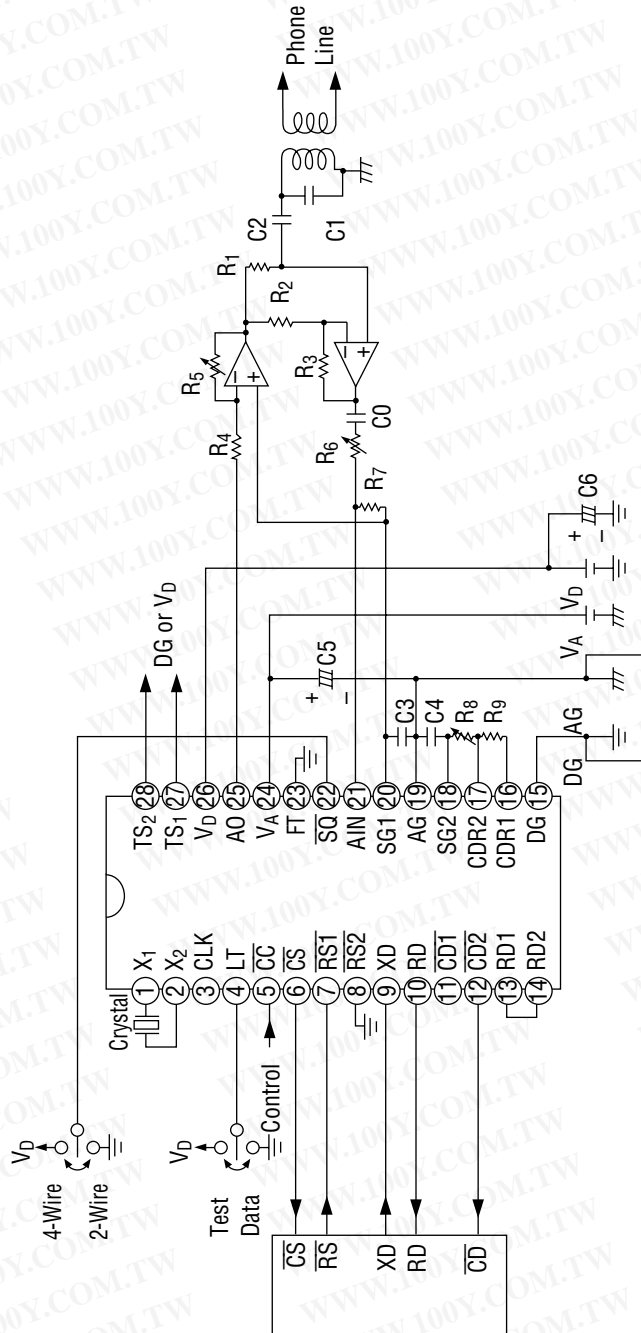 Phone
Line
C2
C1
R1
R2
R5
R3
R4
C0
R6
R7
C6
+
−
DG or VD
C5
+
−
VD
VA
C3
C4
R8
R9
AG
DG
28 TS2
27 TS1
26 VD
25 AO
24 VA
23 FT
22 SQ
21 AIN
20 SG1
19 AG
18 SG2
17 CDR2
16 CDR1
15 DG
1 X1
2 X2
3 CLK
4 LT
5 CC
6 CS
7 RS1
8 RS2
9 XD
10 RD
11 CD1
12 CD2
13 RD1
14 RD2
Crystal
Control
VD
4-Wire
2-Wire
VD
Test
Data
CS
RS
XD
RD
CD
−
+
−
+
WWW.100Y.COM.TW